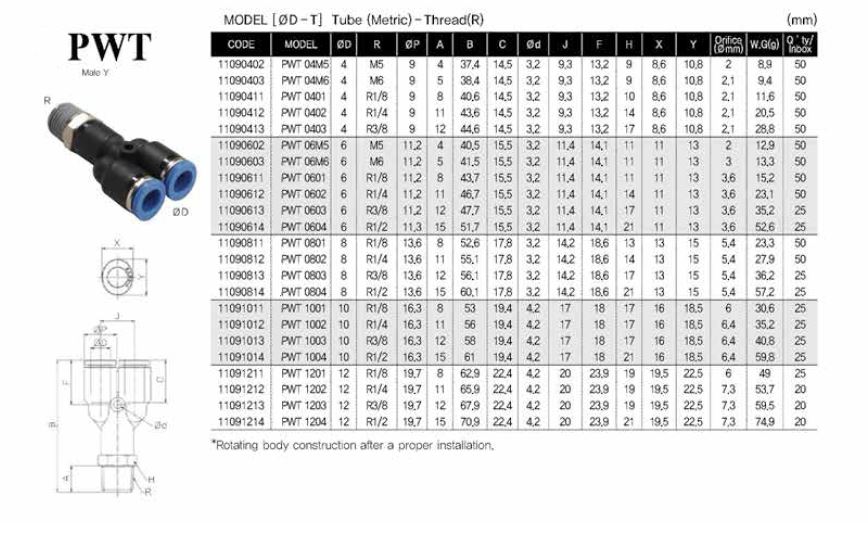 MODEL [ØD-T] Tube (Metric)-Thread(R) (mm)
PWT
Male Y
R
ØD
CODE MODEL ØD R ØP A B C Ød J F H X Y Orifice (Ømm) W.G(g) Q'ty/Inbox
11090402 PWT 04M5 4 M5 9 4 37,4 14,5 3,2 9,3 13,2 9 8,6 10,8 2 8,9 50
11090403 PWT 04M6 4 M6 9 5 38,4 14,5 3,2 9,3 13,2 9 8,6 10,8 2,1 9,4 50
11090411 PWT 0401 4 R1/8 9 8 40,6 14,5 3,2 9,3 13,2 10 8,6 10,8 2,1 11,6 50
11090412 PWT 0402 4 R1/4 9 11 43,6 14,5 3,2 9,3 13,2 14 8,6 10,8 2,1 20,5 50
11090413 PWT 0403 4 R3/8 9 12 44,6 14,5 3,2 9,3 13,2 17 8,6 10,8 2,1 28,8 50
11090602 PWT 06M5 6 M5 11,2 4 40,5 15,5 3,2 11,4 14,1 11 11 13 2 12,9 50
11090603 PWT 06M6 6 M6 11,2 5 41,5 15,5 3,2 11,4 14,1 11 11 13 3 13,3 50
11090611 PWT 0601 6 R1/8 11,2 8 43,7 15,5 3,2 11,4 14,1 11 11 13 3,6 15,2 50
11090612 PWT 0602 6 R1/4 11,2 11 46,7 15,5 3,2 11,4 14,1 14 11 13 3,6 23,1 50
11090613 PWT 0603 6 R3/8 11,2 12 47,7 15,5 3,2 11,4 14,1 17 11 13 3,6 35,2 25
11090614 PWT 0604 6 R1/2 11,3 15 51,7 15,5 3,2 11,4 14,1 21 11 13 3,6 52,6 25
11090811 PWT 0801 8 R1/8 13,6 8 52,6 17,8 3,2 14,2 18,6 13 13 15 5,4 23,3 50
11090812 PWT 0802 8 R1/4 13,6 11 55,1 17,8 3,2 14,2 18,6 14 13 15 5,4 27,9 50
11090813 PWT 0803 8 R3/8 13,6 12 56,1 17,8 3,2 14,2 18,6 17 13 15 5,4 36,2 25
11090814 PWT 0804 8 R1/2 13,6 15 60,1 17,8 3,2 14,2 18,6 21 13 15 5,4 57,2 25
11091011 PWT 1001 10 R1/8 16,3 8 53 19,4 4,2 17 18 17 16 18,5 6 30,6 25
11091012 PWT 1002 10 R1/4 16,3 11 56 19,4 4,2 17 18 17 16 18,5 6,4 35,2 25
11091013 PWT 1003 10 R3/8 16,3 12 58 19,4 4,2 17 18 17 16 18,5 6,4 40,8 25
11091014 PWT 1004 10 R1/2 16,3 15 61 19,4 4,2 17 18 21 16 18,5 6,4 59,8 25
11091211 PWT 1201 12 R1/8 19,7 8 62,9 22,4 4,2 20 23,9 19 19,5 22,5 6 49 25
11091212 PWT 1202 12 R1/4 19,7 11 65,9 22,4 4,2 20 23,9 19 19,5 22,5 7,3 53,7 20
11091213 PWT 1203 12 R3/8 19,7 12 67,9 22,4 4,2 20 23,9 19 19,5 22,5 7,3 59,5 20
11091214 PWT 1204 12 R1/2 19,7 15 70,9 22,4 4,2 20 23,9 21 19,5 22,5 7,3 74,9 20
*Rotating body construction after a proper installation.
X
Y
J
ØP
ØD
F
C
B
Ød
A
H
R